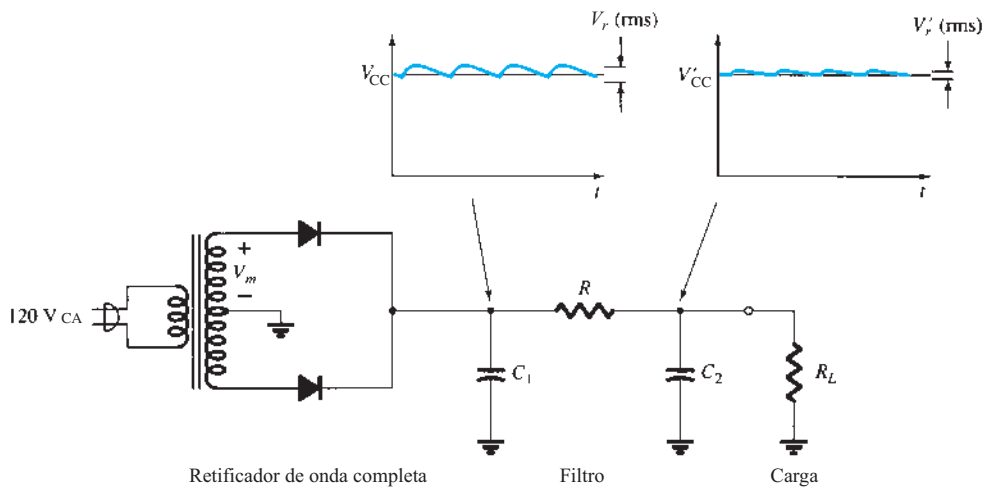 V_r (rms)
V'_r (rms)
V_CC
V'_CC
t
t
+
V_m
−
R
120 V CA
C_1
C_2
R_L
Retificador de onda completa
Filtro
Carga